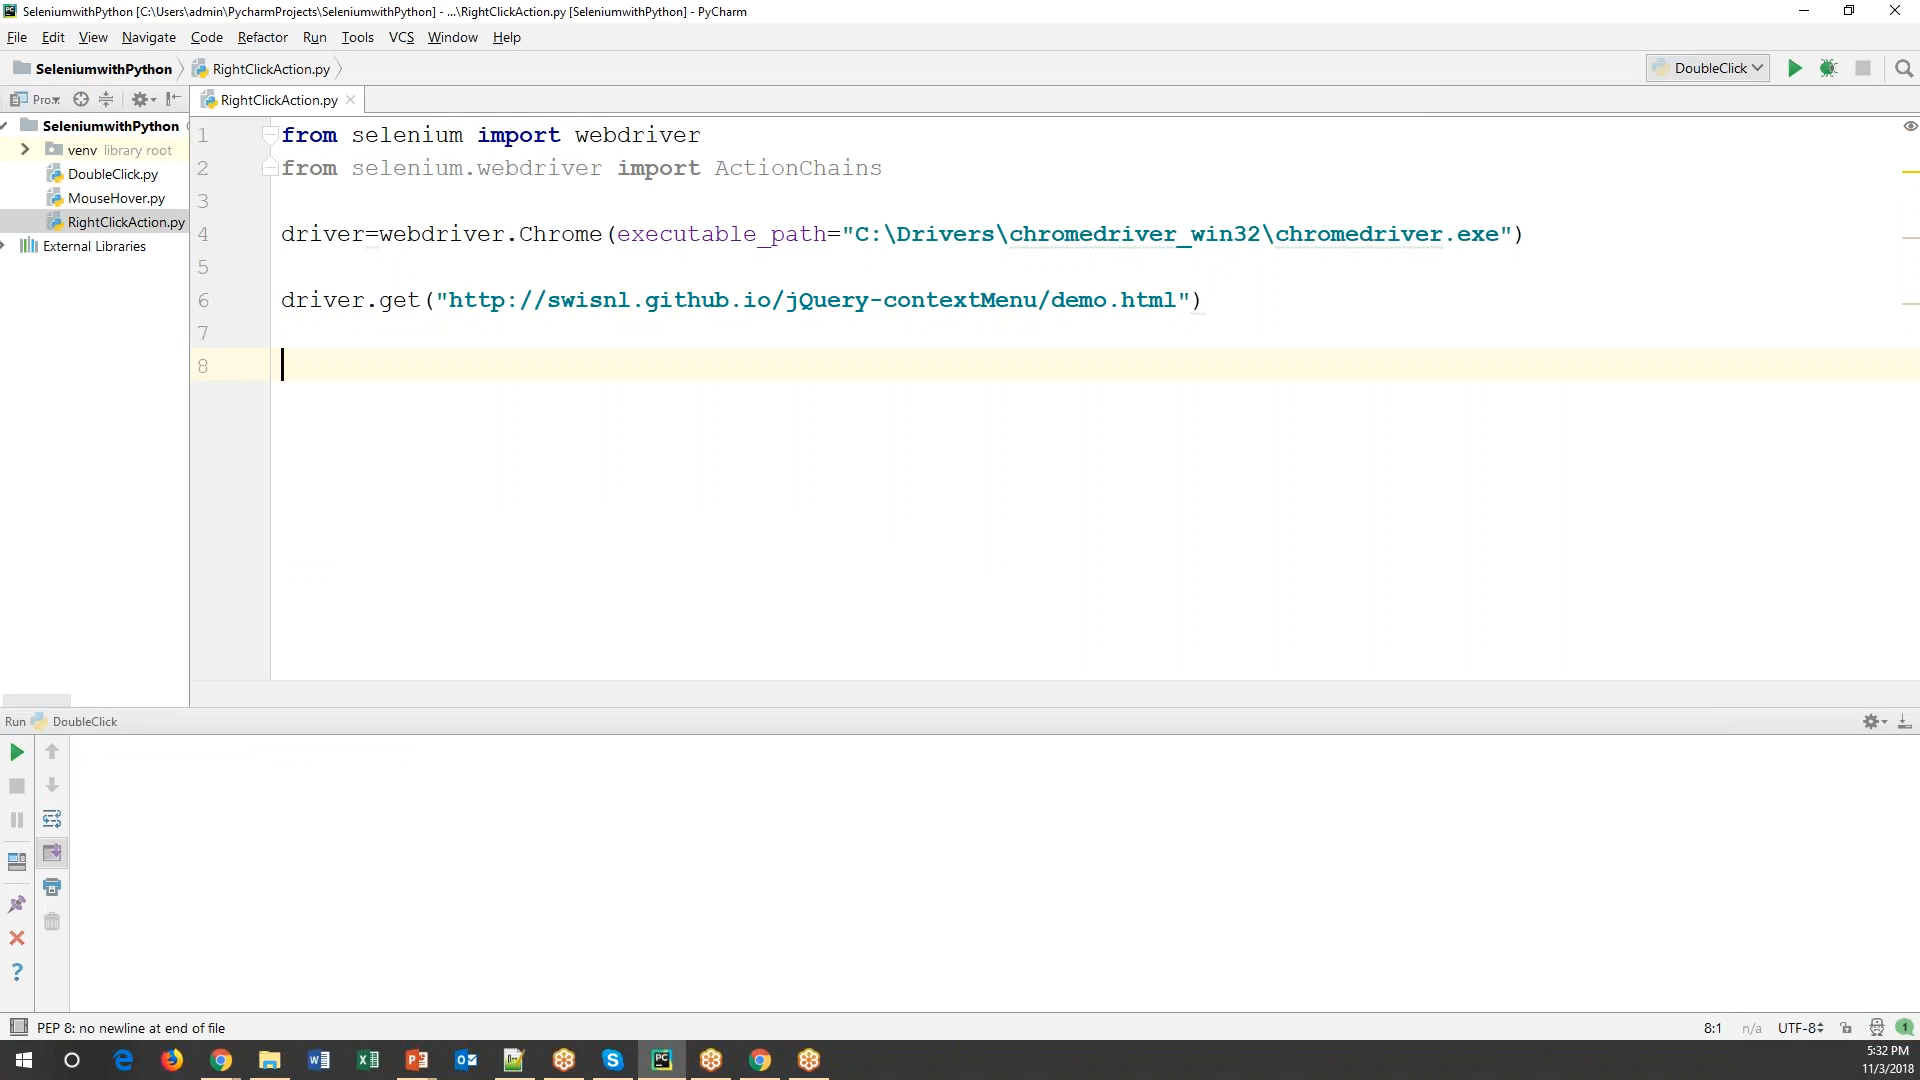 SeleniumwithPython [C:\Users\admin\PycharmProjects\SeleniumwithPython] - ...\RightClickAction.py [SeleniumwithPython] - PyCharm
File Edit View Navigate Code Refactor Run Tools VCS Window Help
SeleniumwithPython RightClickAction.py DoubleClick
RightClickAction.py
SeleniumwithPython
venv library root
DoubleClick.py
MouseHover.py
RightClickAction.py
External Libraries
1 from selenium import webdriver
2 from selenium.webdriver import ActionChains
3
4 driver=webdriver.Chrome(executable_path="C:\Drivers\chromedriver_win32\chromedriver.exe")
5
6 driver.get("http://swisnl.github.io/jQuery-contextMenu/demo.html")
7
8
Run DoubleClick
PEP 8: no newline at end of file 8:1 n/a UTF-8 1
5:32 PM
11/3/2018